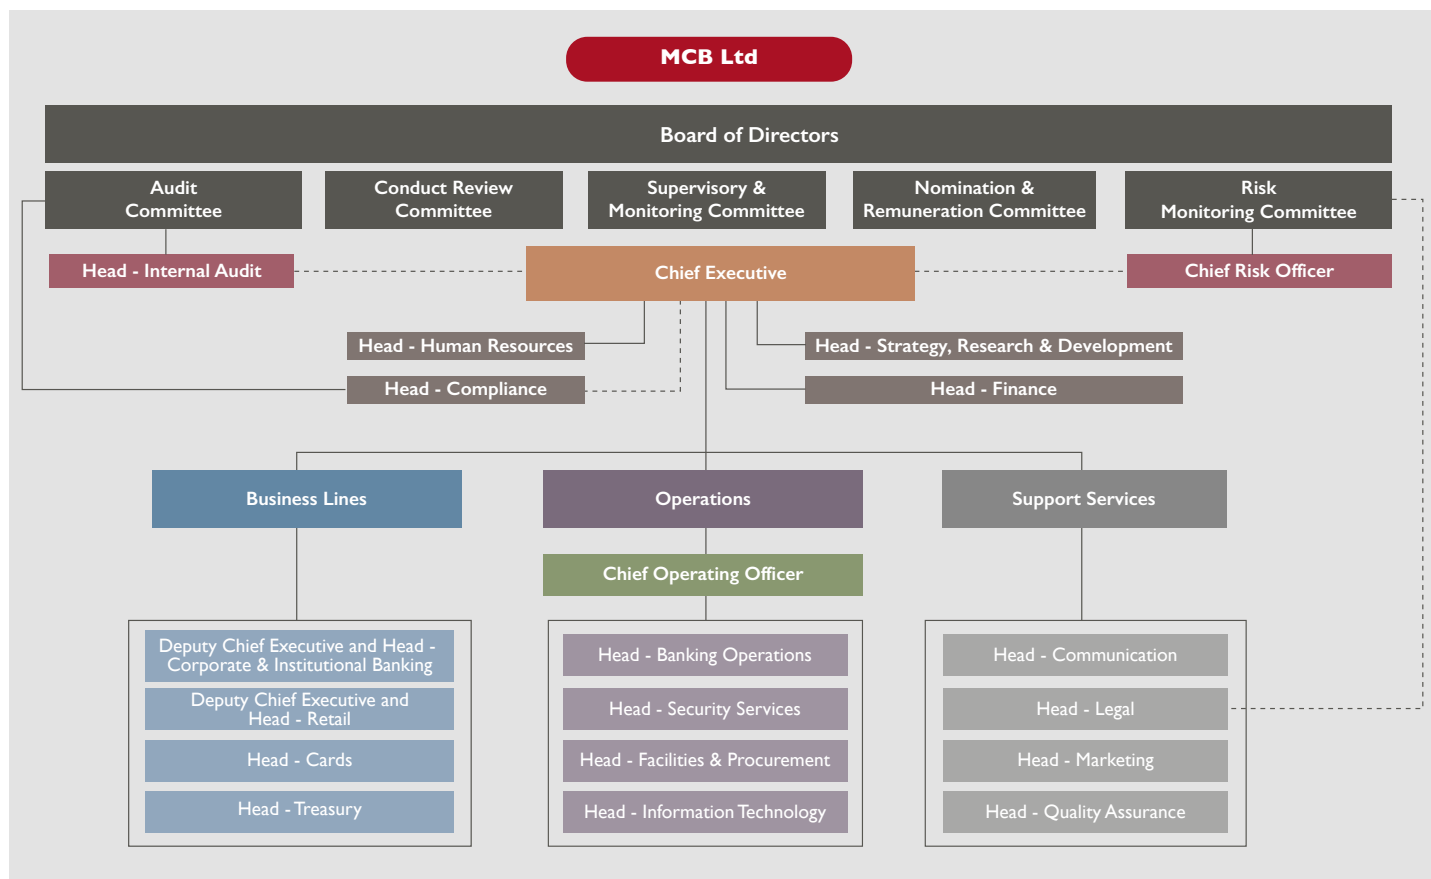 MCB Ltd
Board of Directors
Audit
Committee
Conduct Review
Committee
Supervisory &
Monitoring Committee
Nomination &
Remuneration Committee
Risk
Monitoring Committee
Head - Internal Audit
Chief Executive
Chief Risk Officer
Head - Human Resources
Head - Strategy, Research & Development
Head - Compliance
Head - Finance
Business Lines
Operations
Support Services
Chief Operating Officer
Deputy Chief Executive and Head -
Corporate & Institutional Banking
Deputy Chief Executive and
Head - Retail
Head - Cards
Head - Treasury
Head - Banking Operations
Head - Security Services
Head - Facilities & Procurement
Head - Information Technology
Head - Communication
Head - Legal
Head - Marketing
Head - Quality Assurance